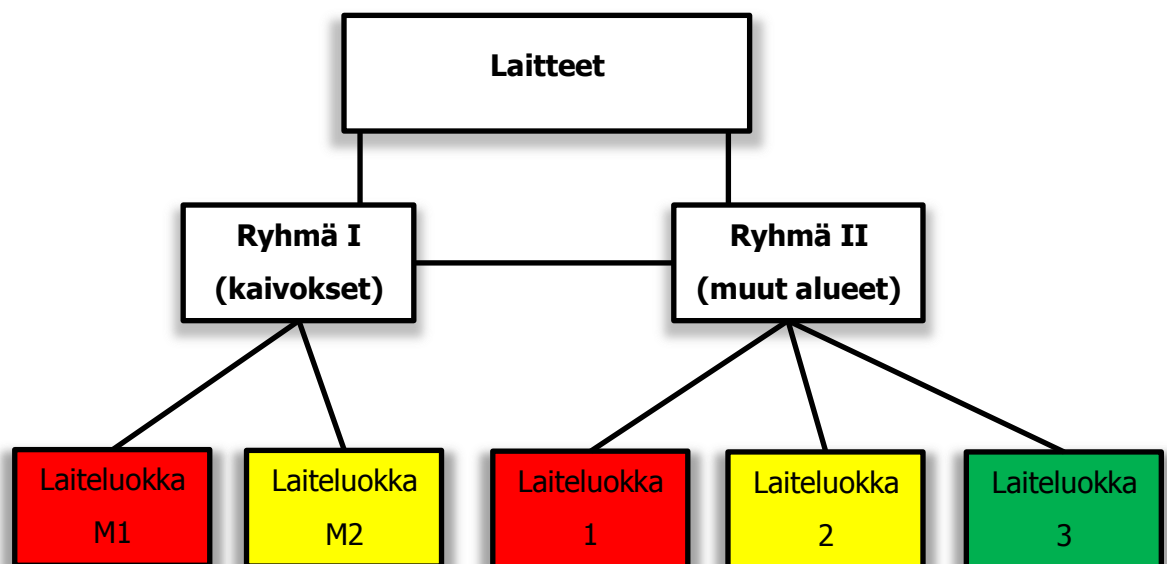 Laitteet
Ryhmä I
(kaivokset)
Ryhmä II
(muut alueet)
Laiteluokka
M1
Laiteluokka
M2
Laiteluokka
1
Laiteluokka
2
Laiteluokka
3